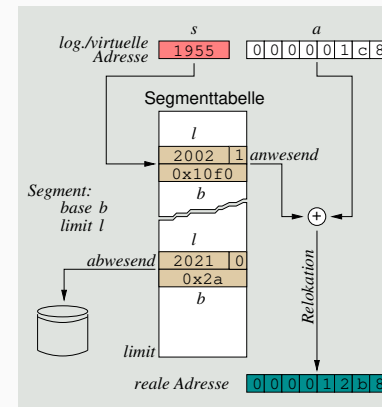 s a
log./virtuelle 1955 0 0 0 0 0 1 c 8
Adresse
Segmenttabelle
l
2002 1 anwesend
0x10f0
Segment: b
base b
limit l
l
abwesend 2021 0
0x2a
b
Relokation
limit
reale Adresse 0 0 0 0 1 2 b 8